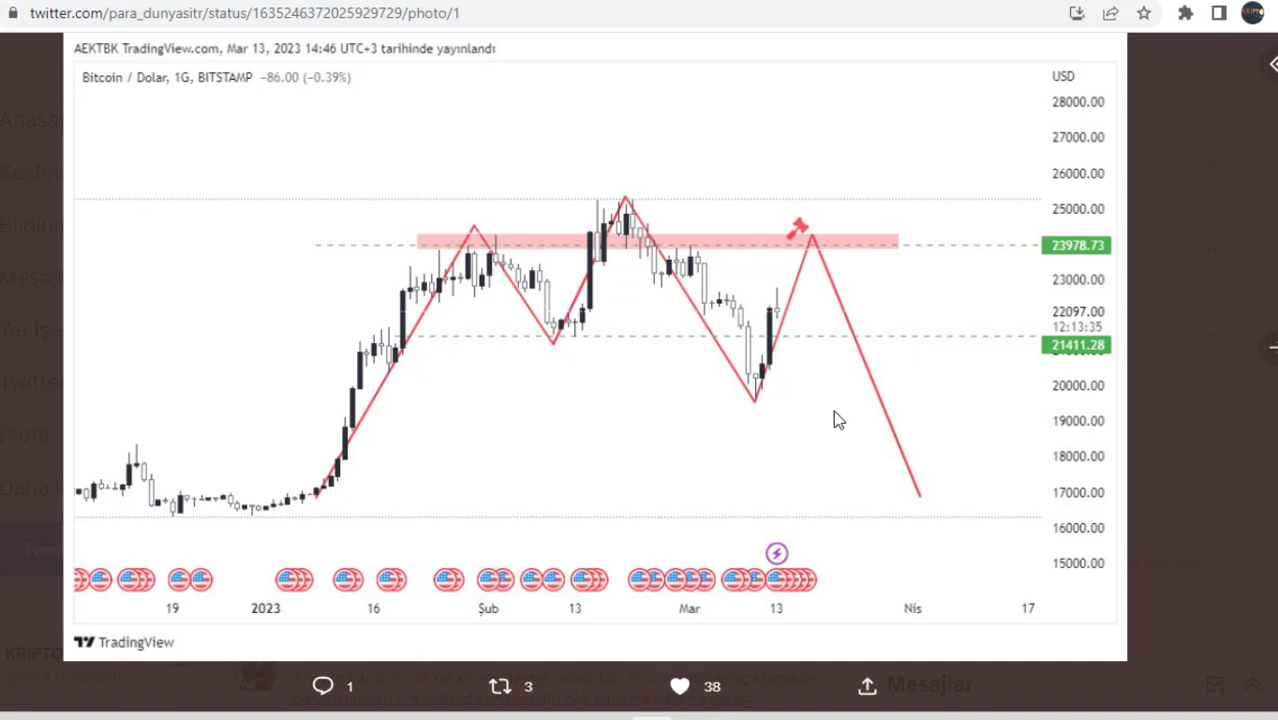 twitter.com/para_dunyasitr/status/1635246372025929729/photo/1
AEKTBK TradingView.com, Mar 13, 2023 14:46 UTC+3 tarihinde yayınlandı
Bitcoin / Dolar, 1G, BITSTAMP −86.00 (−0.39%)
USD
28000.00
27000.00
26000.00
25000.00
23978.73
23000.00
22097.00
12:13:35
21411.28
20000.00
19000.00
18000.00
17000.00
16000.00
15000.00
19 2023 16 Şub 13 Mar 13 Nis 17
TradingView
1 3 38
Mesajlar